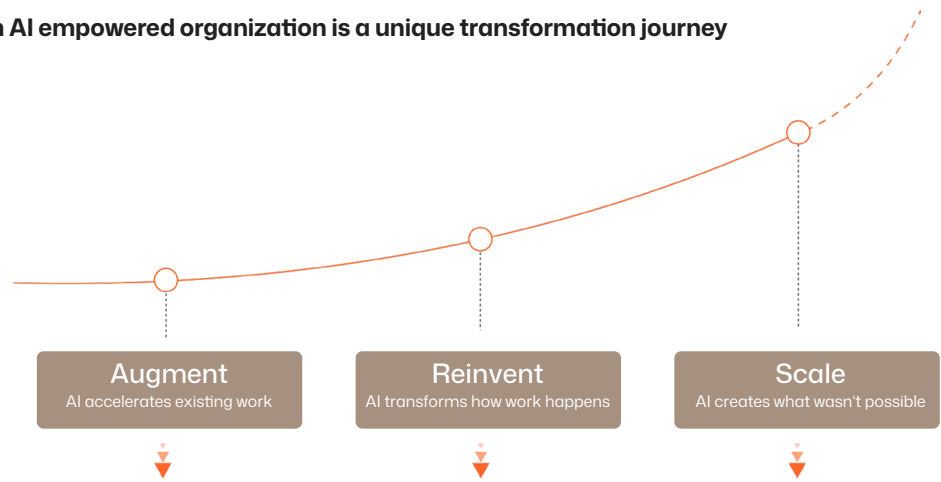 AI empowered organization is a unique transformation journey
Augment
AI accelerates existing work
Reinvent
AI transforms how work happens
Scale
AI creates what wasn't possible